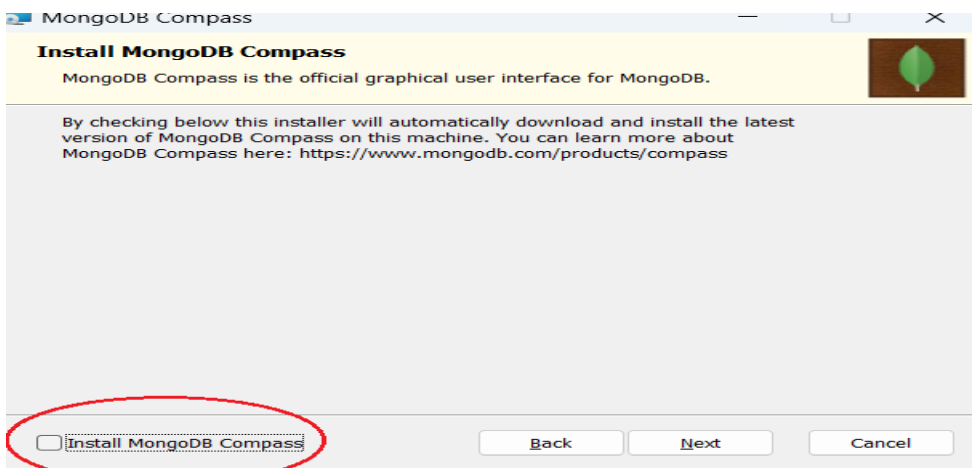 MongoDB Compass
Install MongoDB Compass
MongoDB Compass is the official graphical user interface for MongoDB.
By checking below this installer will automatically download and install the latest
version of MongoDB Compass on this machine. You can learn more about
MongoDB Compass here: https://www.mongodb.com/products/compass
Install MongoDB Compass
Back
Next
Cancel